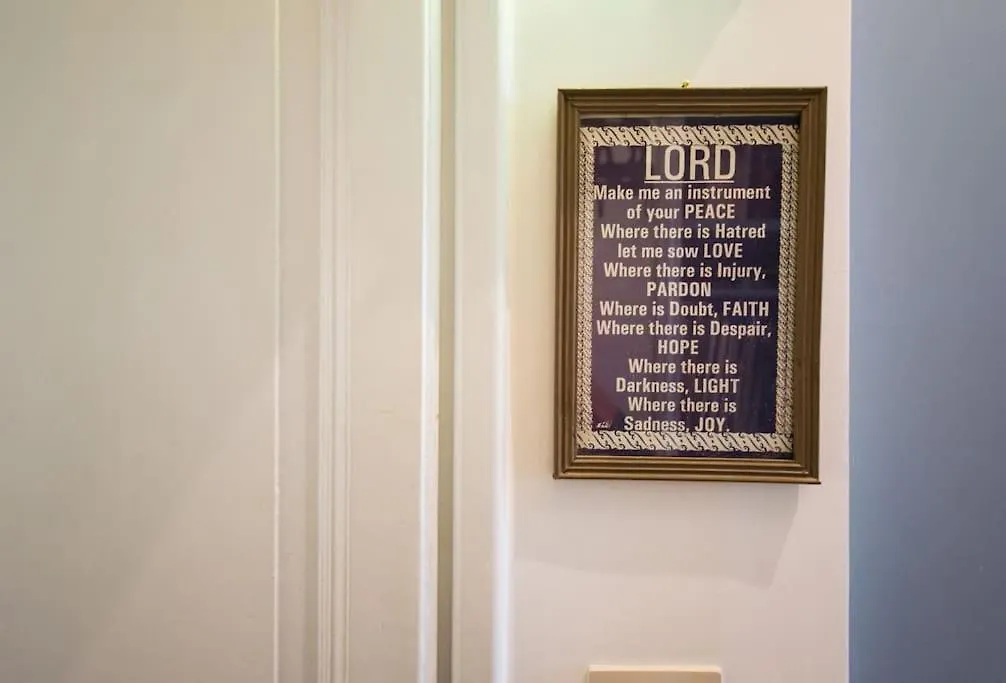 LORD
Make me an instrument
of your PEACE
Where there is Hatred
let me sow LOVE
Where there is Injury,
PARDON
Where is Doubt, FAITH
Where there is Despair,
HOPE
Where there is
Darkness, LIGHT
Where there is
Sadness, JOY.